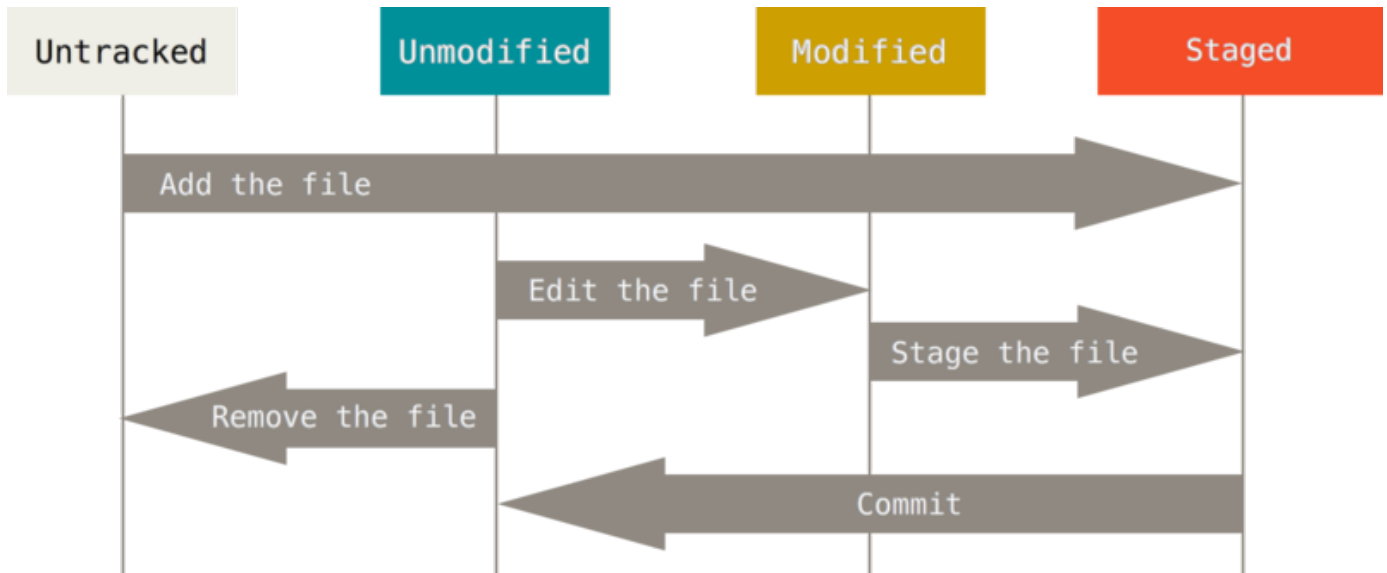 Untracked
Unmodified
Modified
Staged
Add the file
Edit the file
Stage the file
Remove the file
Commit